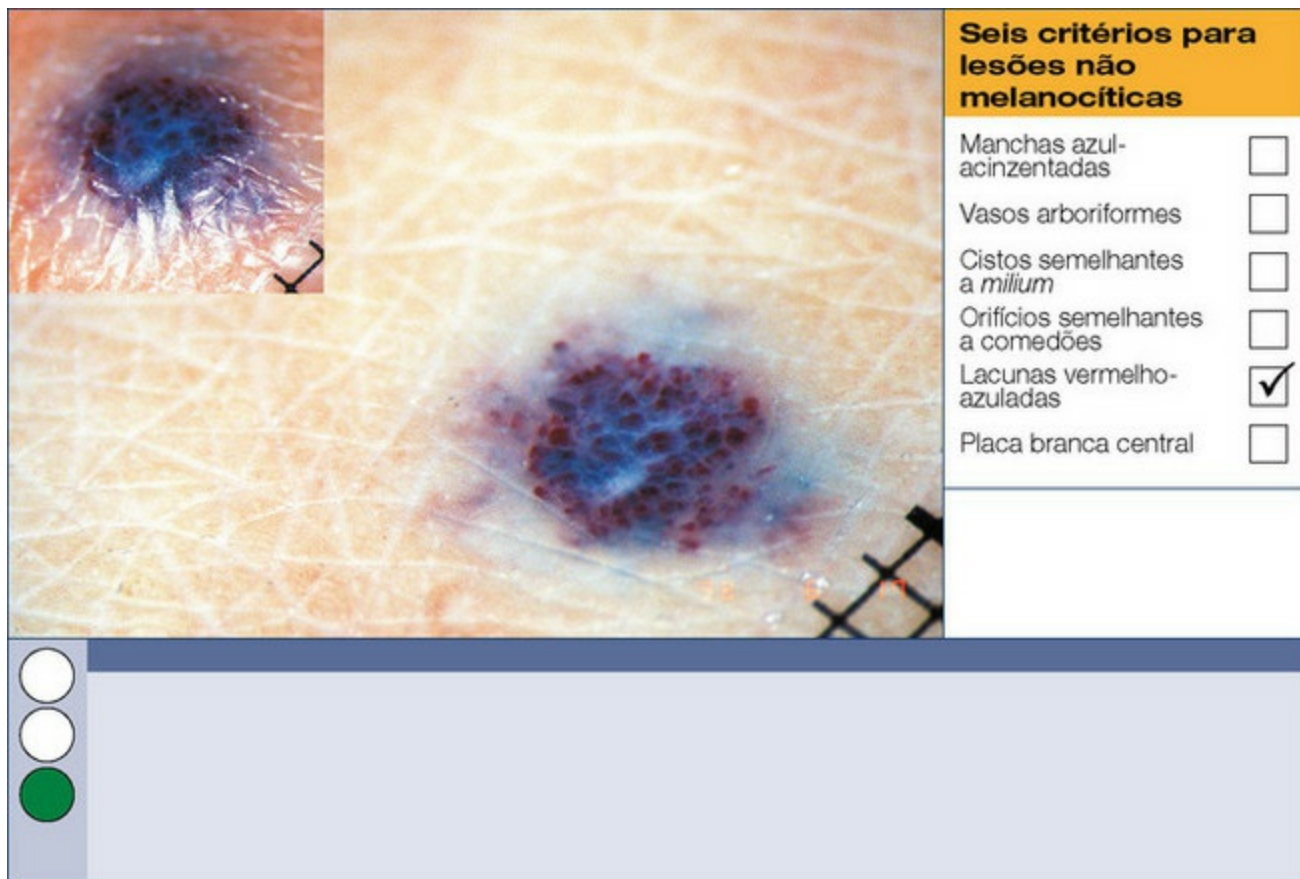 Seis critérios para
lesões não
melanocíticas
Manchas azul-
acinzentadas
Vasos arboriformes
Cistos semelhantes
a milium
Orifícios semelhantes
a comedões
Lacunas vermelho-
azuladas
Placa branca central